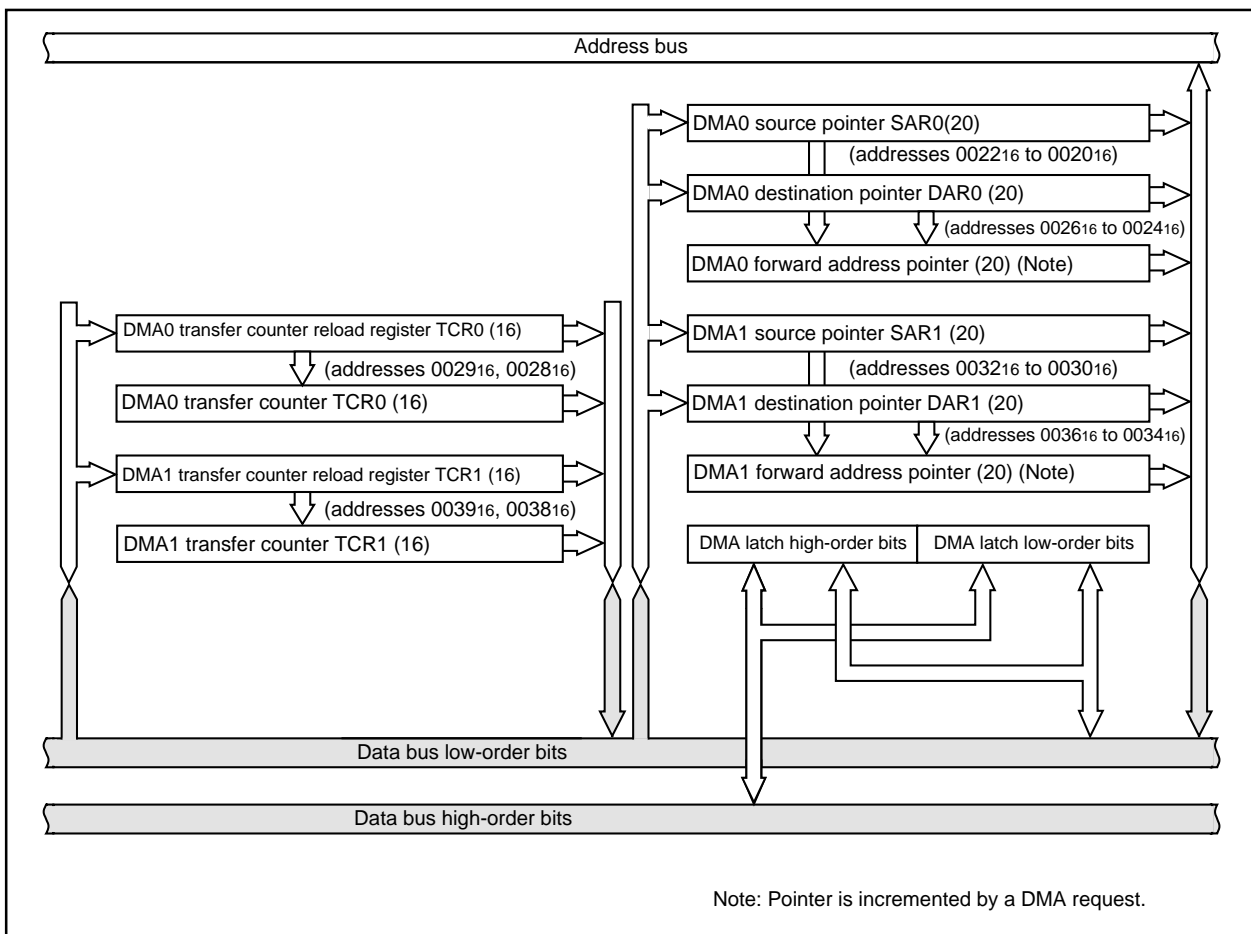 Address bus
DMA0 source pointer SAR0(20)
(addresses 002216 to 002016)
DMA0 destination pointer DAR0 (20)
(addresses 002616 to 002416)
DMA0 forward address pointer (20) (Note)
DMA0 transfer counter reload register TCR0 (16)
(addresses 002916, 002816)
DMA0 transfer counter TCR0 (16)
DMA1 transfer counter reload register TCR1 (16)
(addresses 003916, 003816)
DMA1 transfer counter TCR1 (16)
DMA1 source pointer SAR1 (20)
(addresses 003216 to 003016)
DMA1 destination pointer DAR1 (20)
(addresses 003616 to 003416)
DMA1 forward address pointer (20) (Note)
DMA latch high-order bits
DMA latch low-order bits
Data bus low-order bits
Data bus high-order bits
Note: Pointer is incremented by a DMA request.